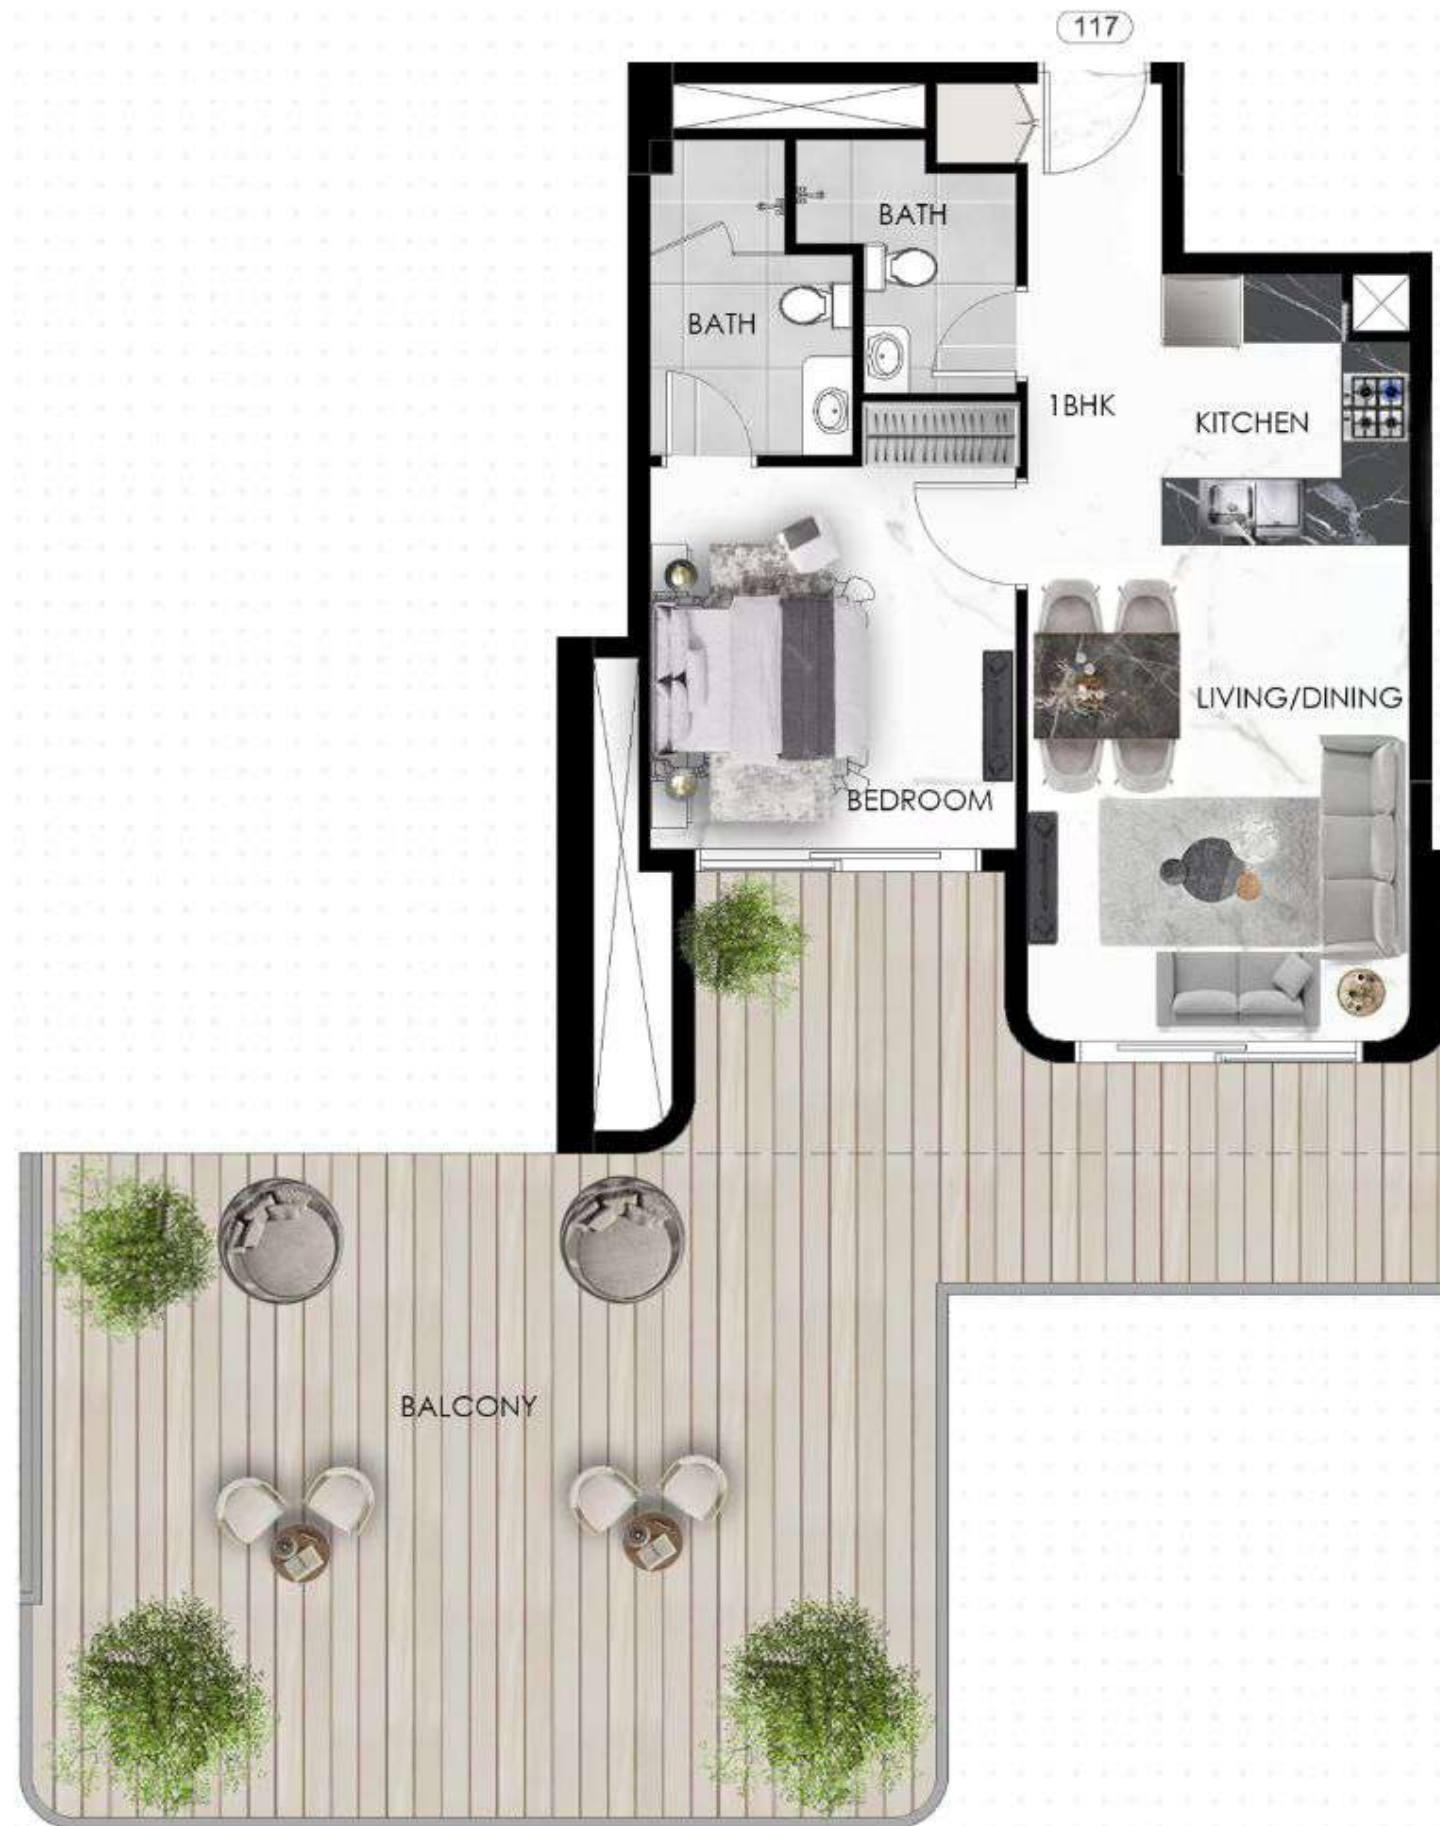 117
BATH
BATH
1BHK
KITCHEN
LIVING/DINING
BEDROOM
BALCONY